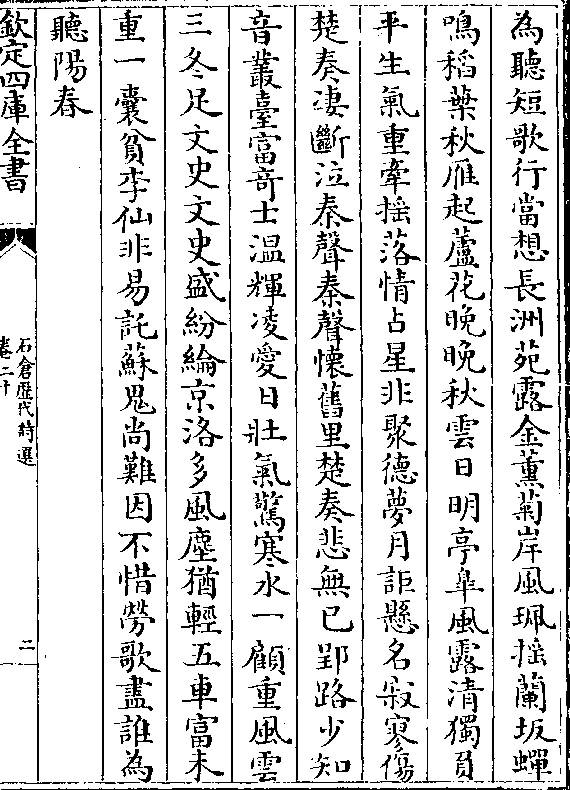 為聽短歌行當想長洲苑露金薰菊岸風珮摇蘭坂蟬
鳴稻葉秋雁起蘆花晚晚秋雲日明亭臯風露清獨負
平生氣重牽揺落情占星非聚德夢月詎懸名寂寥傷
楚奏凄斷泣秦聲秦聲懷舊里楚奏悲無已郢路少知
音叢臺富奇士温輝凌愛日壯氣驚寒水一顧重風雲
三冬足文史文史盛紛綸京洛多風塵猶輕五車富未
重一囊貧李仙非易託蘇鬼尚難因不惜勞歌盡誰為
聽陽春
欽定四庫全書
石倉歷代詩選
卷二十
二